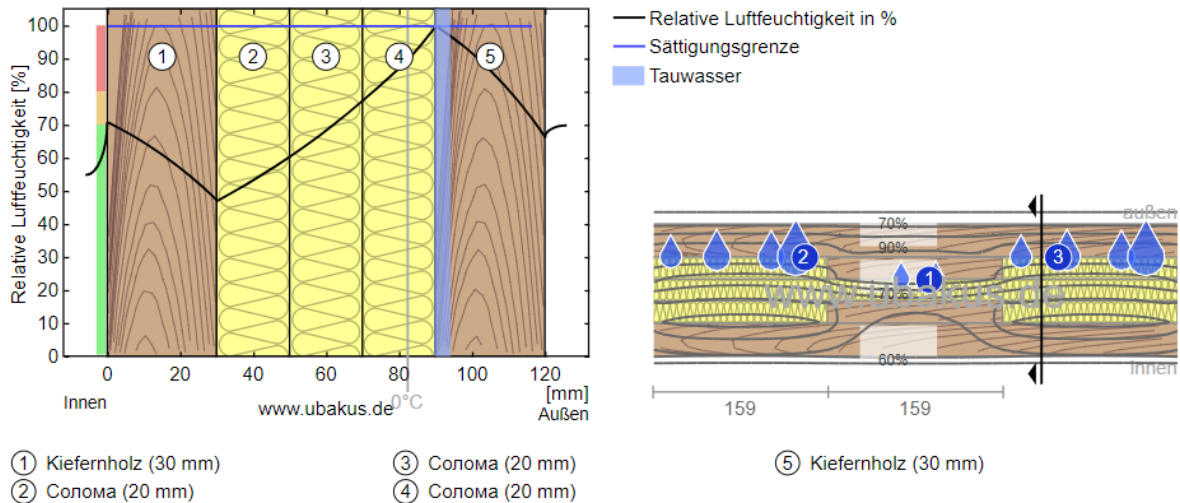 Relative Luftfeuchtigkeit [%]
100
90
80
70
60
50
40
30
20
10
0
1
2
3
4
5
0
20
40
60
80
100
120
0°C
[mm]
Innen
www.ubakus.de
Außen
Relative Luftfeuchtigkeit in %
Sättigungsgrenze
Tauwasser
außen
70%
90%
2
3
1
70%
www.ubakus.de
60%
innen
159
159
1 Kiefernholz (30 mm)
2 Солома (20 mm)
3 Солома (20 mm)
4 Солома (20 mm)
5 Kiefernholz (30 mm)